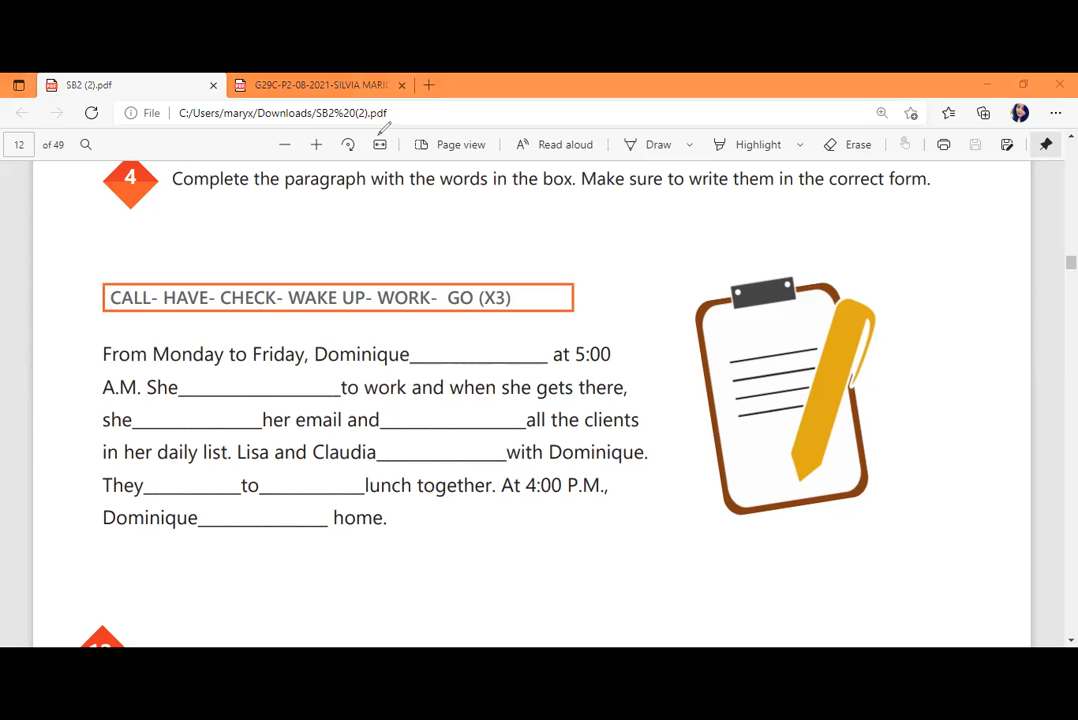 SB2 (2).pdf
G29C-P2-08-2021-SILVIA MARIC
File C:/Users/maryx/Downloads/SB2%20(2).pdf
12 of 49 Page view Read aloud Draw Highlight Erase
4 Complete the paragraph with the words in the box. Make sure to write them in the correct form.
CALL- HAVE- CHECK- WAKE UP- WORK- GO (X3)
From Monday to Friday, Dominique______________ at 5:00
A.M. She_________________to work and when she gets there,
she_____________her email and_______________all the clients
in her daily list. Lisa and Claudia_____________with Dominique.
They__________to___________lunch together. At 4:00 P.M.,
Dominique_____________ home.